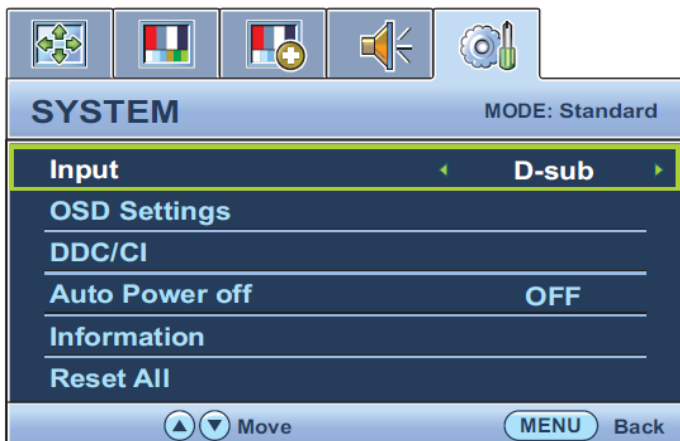 SYSTEM MODE: Standard
Input D-sub
OSD Settings
DDC/CI
Auto Power off OFF
Information
Reset All
Move MENU Back